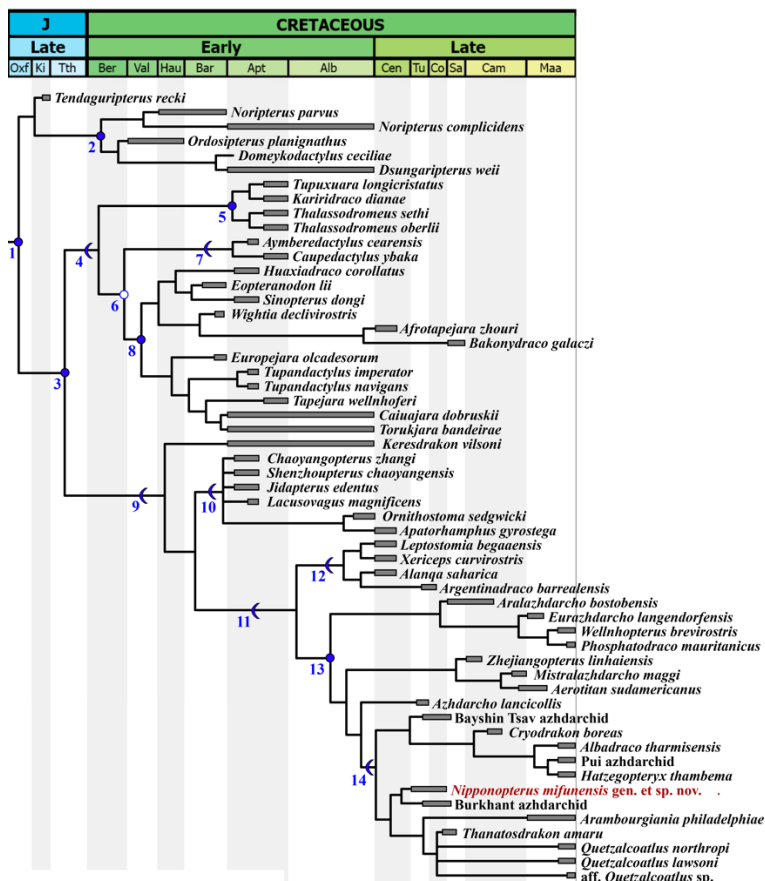 J CRETACEOUS
Late Early Late
Oxf Ki Tth Ber Val Hau Bar Apt Alb Cen Tu Co Sa Cam Maa
Tendaguripterus recki
Noripterus parvus
Noripterus complicidens
2
Ordosipterus planignathus
Domeykodactylus ceciliae
Dsungaripterus weii
Tupuxuara longicristatus
Kariridraco dianae
5
Thalassodromeus sethi
Thalassodromeus oberlii
1
4
7
Aymberedactylus cearensis
Caupedactylus ybaka
Huaxiadraco corollatus
Eopteranodon lii
6
Sinopterus dongi
Wightia declivirostris
Afrotapejara zhouri
8
Bakonydraco galaczi
Europejara olcadesorum
3
Tupandactylus imperator
Tupandactylus navigans
Tapejara wellnhoferi
Caiuajara dobruskii
Torukjara bandeirae
Keresdrakon vilsoni
Chaoyangopterus zhangi
Shenzhoupterus chaoyangensis
9
10
Jidapterus edentus
Lacusovagus magnificens
Ornithostoma sedgwicki
Apatorhamphus gyrostega
Leptostomia begaaensis
Xericeps curvirostris
12
Alanqa saharica
Argentinadraco barrealensis
Aralazhdarcho bostobensis
11
Eurazhdarcho langendorfensis
Wellnhopterus brevirostris
Phosphatodraco mauritanicus
13
Zhejiangopterus linhaiensis
Mistralazhdarcho maggi
Aerotitan sudamericanus
Azhdarcho lancicollis
Bayshin Tsav azhdarchid
Cryodrakon boreas
Albadraco tharmisensis
Pui azhdarchid
14
Hatzegopteryx thambema
Nipponopterus mifunensis gen. et sp. nov. .
Burkhant azhdarchid
Arambourgiania philadelphiae
Thanatosdrakon amaru
Quetzalcoatlus northropi
Quetzalcoatlus lawsoni
aff. Quetzalcoatlus sp.